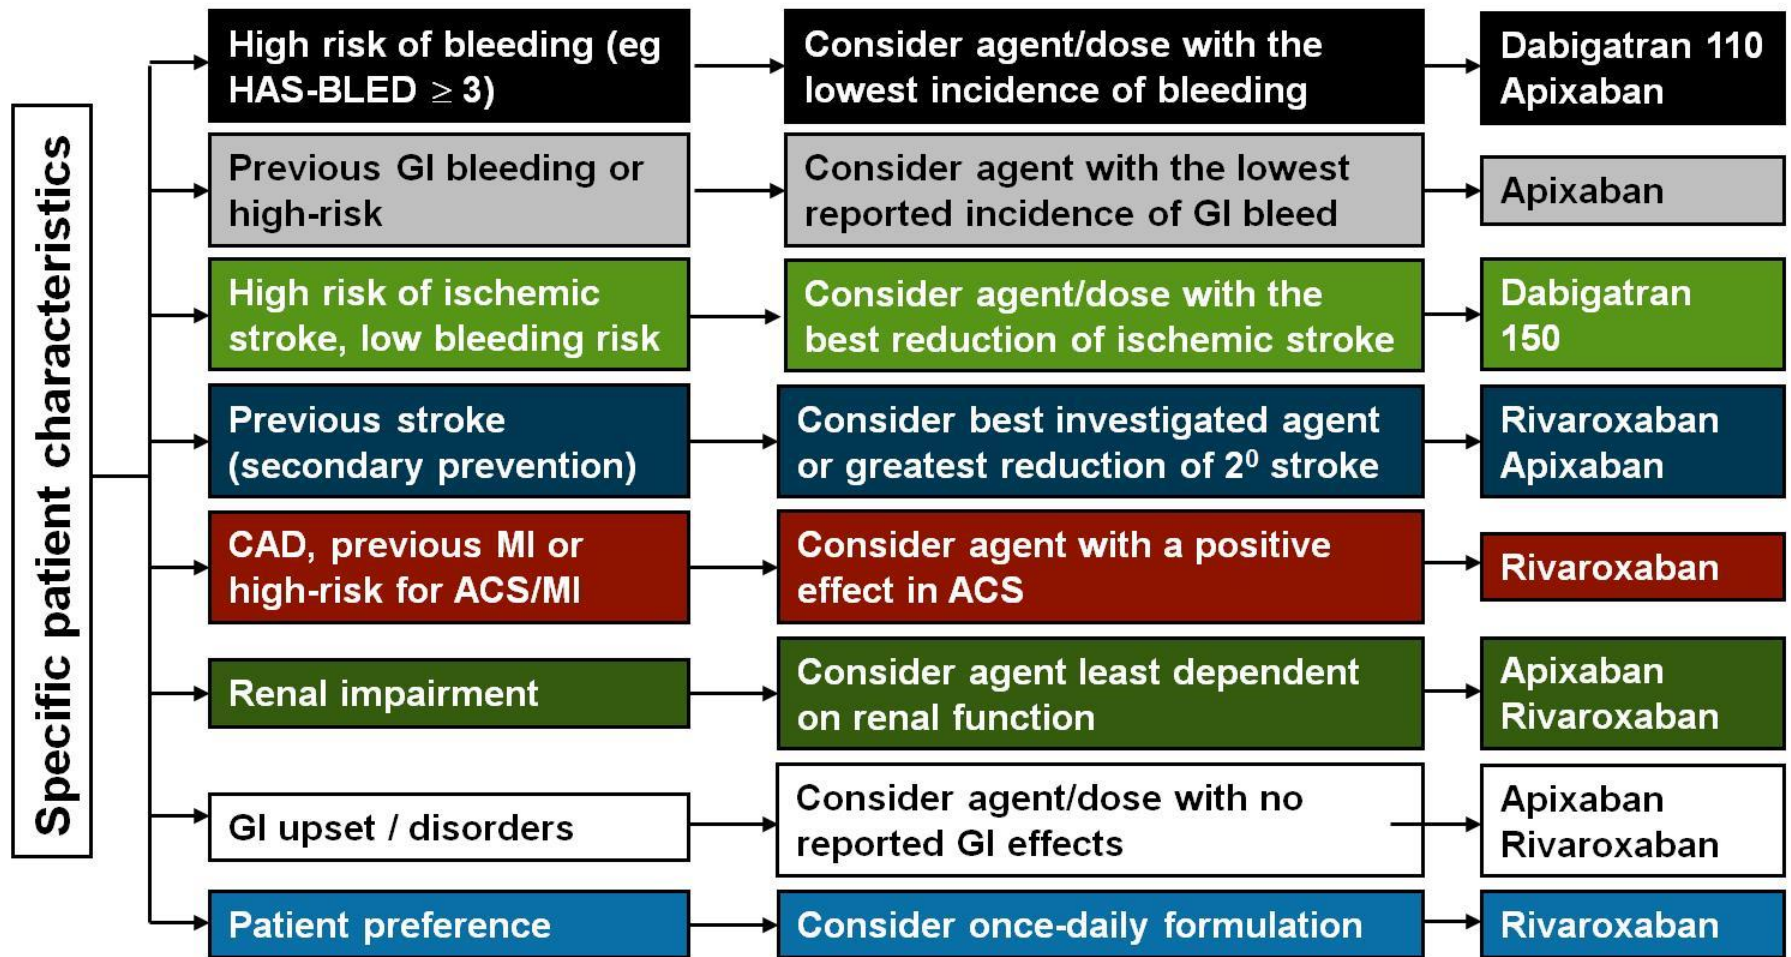 Specific patient characteristics
High risk of bleeding (eg
HAS-BLED ≥ 3)
Consider agent/dose with the
lowest incidence of bleeding
Dabigatran 110
Apixaban
Previous GI bleeding or
high-risk
Consider agent with the lowest
reported incidence of GI bleed
Apixaban
High risk of ischemic
stroke, low bleeding risk
Consider agent/dose with the
best reduction of ischemic stroke
Dabigatran
150
Previous stroke
(secondary prevention)
Consider best investigated agent
or greatest reduction of 2⁰ stroke
Rivaroxaban
Apixaban
CAD, previous MI or
high-risk for ACS/MI
Consider agent with a positive
effect in ACS
Rivaroxaban
Renal impairment
Consider agent least dependent
on renal function
Apixaban
Rivaroxaban
GI upset / disorders
Consider agent/dose with no
reported GI effects
Apixaban
Rivaroxaban
Patient preference
Consider once-daily formulation
Rivaroxaban